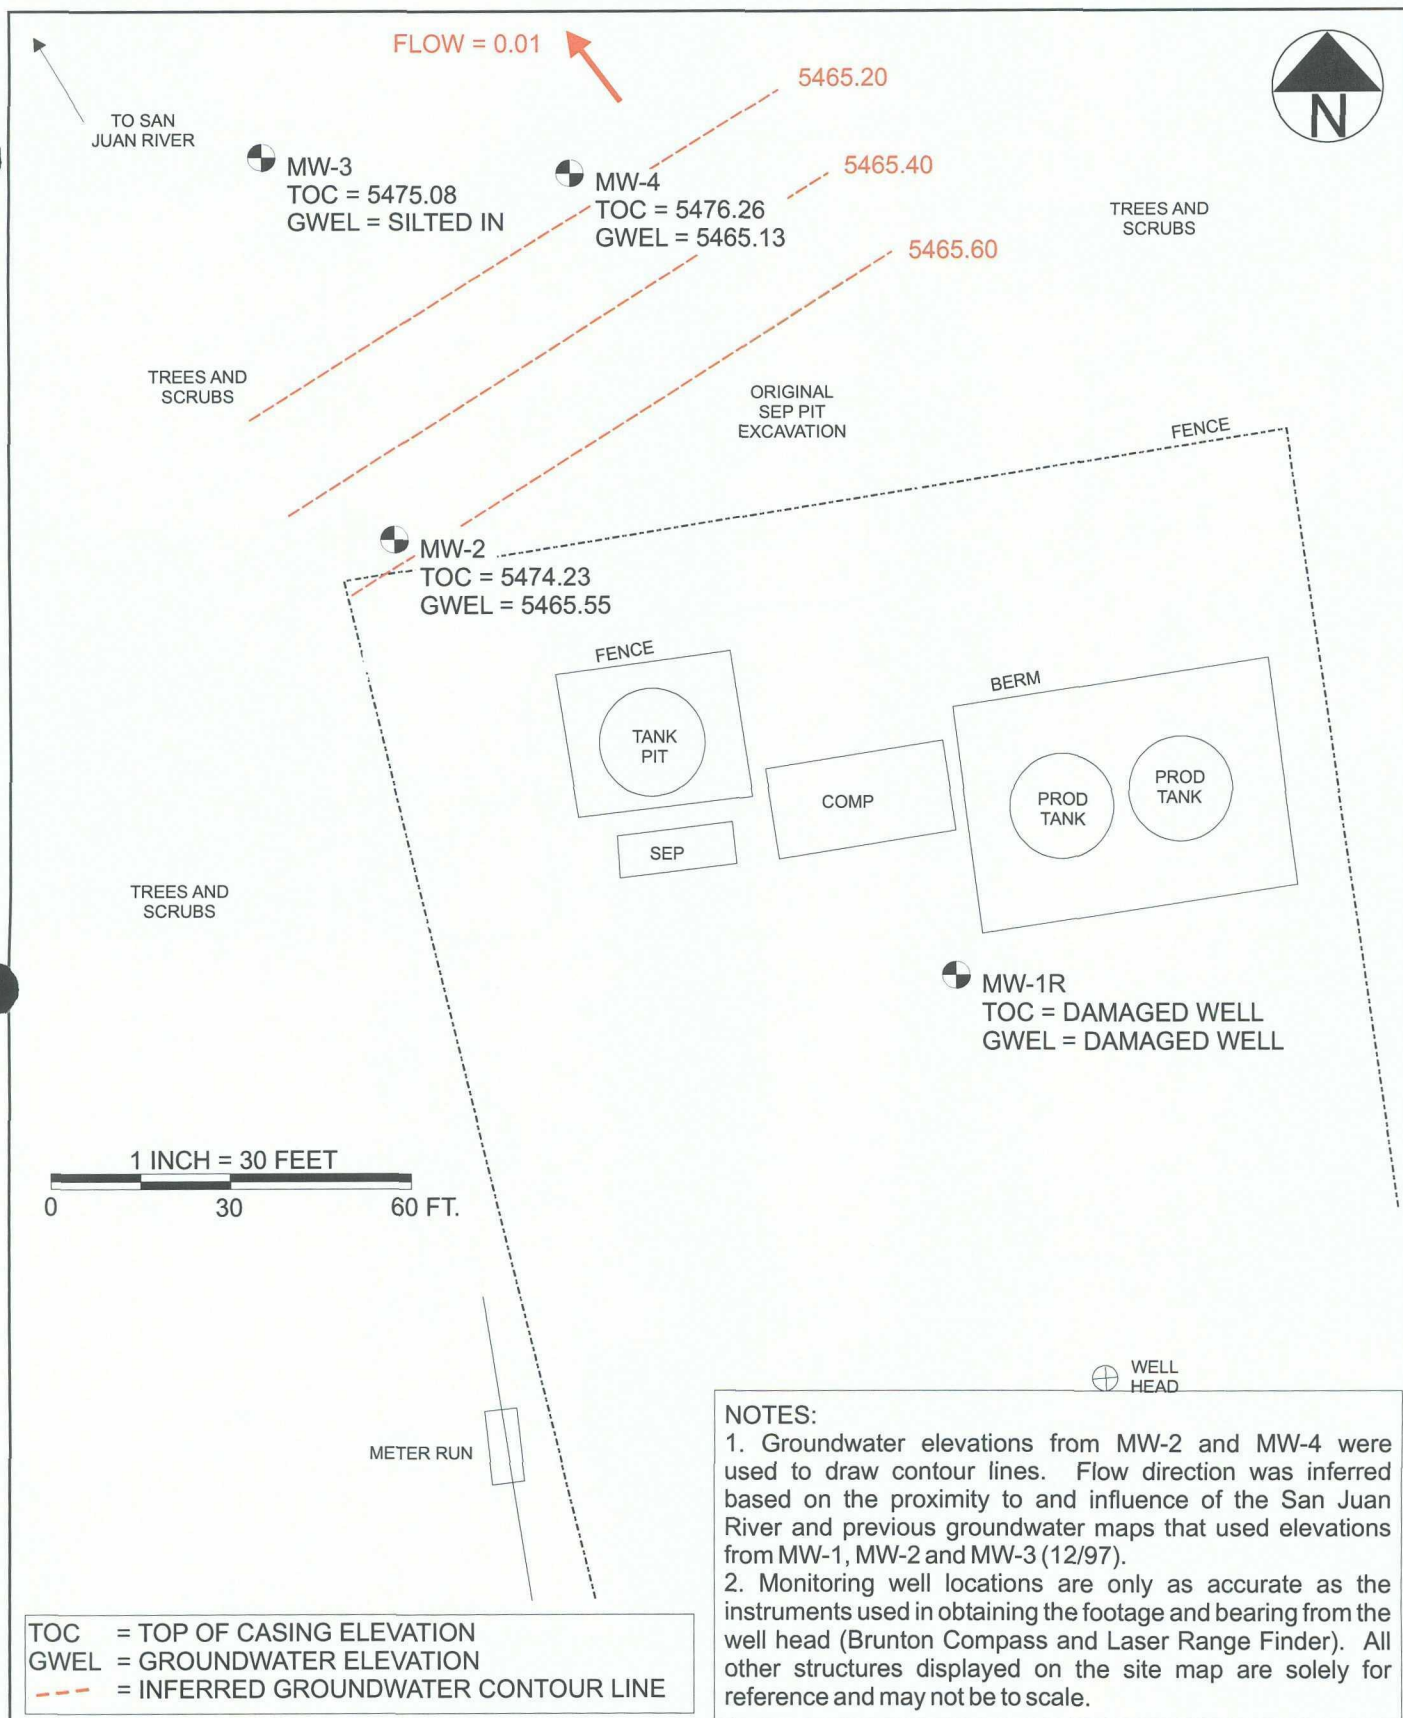 FLOW = 0.01
5465.20
N
TO SAN
JUAN RIVER
MW-3
TOC = 5475.08
GWEL = SILTED IN
MW-4
TOC = 5476.26
GWEL = 5465.13
5465.40
TREES AND
SCRUBS
5465.60
TREES AND
SCRUBS
ORIGINAL
SEP PIT
EXCAVATION
FENCE
MW-2
TOC = 5474.23
GWEL = 5465.55
FENCE
TANK
PIT
BERM
COMP
PROD
TANK
PROD
TANK
SEP
TREES AND
SCRUBS
MW-1R
TOC = DAMAGED WELL
GWEL = DAMAGED WELL
1 INCH = 30 FEET
0 30 60 FT.
WELL
HEAD
METER RUN
NOTES:
1. Groundwater elevations from MW-2 and MW-4 were
used to draw contour lines. Flow direction was inferred
based on the proximity to and influence of the San Juan
River and previous groundwater maps that used elevations
from MW-1, MW-2 and MW-3 (12/97).
2. Monitoring well locations are only as accurate as the
instruments used in obtaining the footage and bearing from the
well head (Brunton Compass and Laser Range Finder). All
other structures displayed on the site map are solely for
reference and may not be to scale.
TOC = TOP OF CASING ELEVATION
GWEL = GROUNDWATER ELEVATION
= INFERRED GROUNDWATER CONTOUR LINE